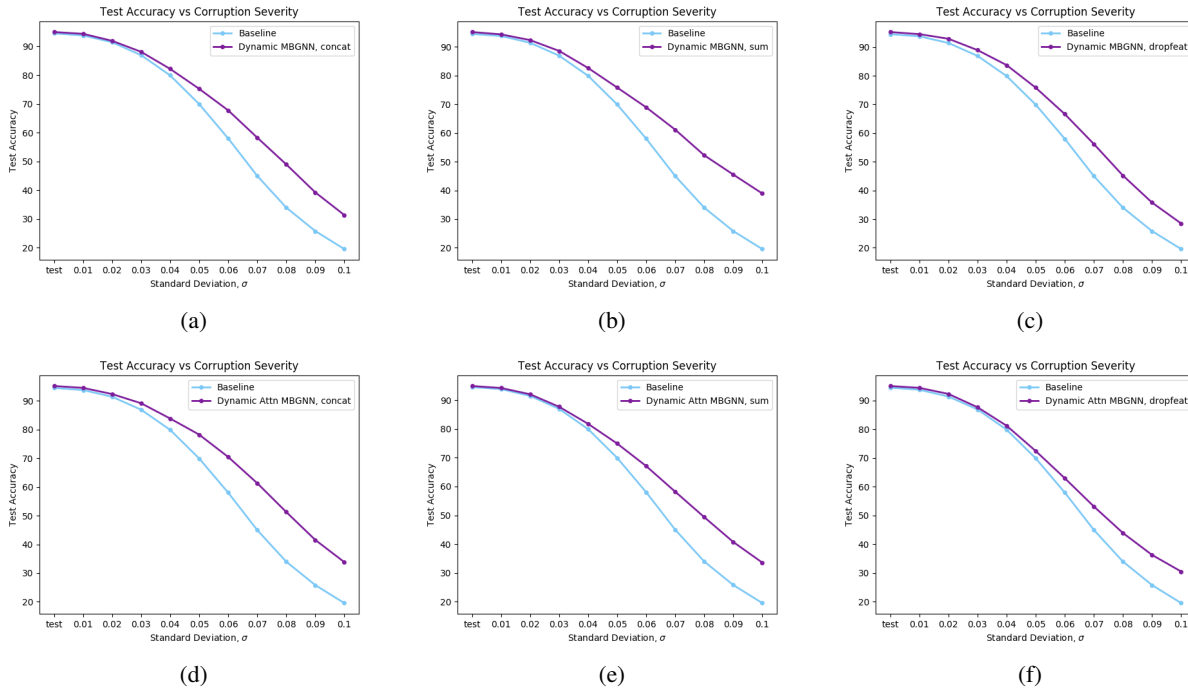 Test Accuracy vs Corruption Severity
Baseline
Dynamic MBGNN, concat
Test Accuracy
90
80
70
60
50
40
30
20
test 0.01 0.02 0.03 0.04 0.05 0.06 0.07 0.08 0.09 0.1
Standard Deviation, σ
(a)
Test Accuracy vs Corruption Severity
Baseline
Dynamic MBGNN, sum
Test Accuracy
90
80
70
60
50
40
30
20
test 0.01 0.02 0.03 0.04 0.05 0.06 0.07 0.08 0.09 0.1
Standard Deviation, σ
(b)
Test Accuracy vs Corruption Severity
Baseline
Dynamic MBGNN, dropfeat
Test Accuracy
90
80
70
60
50
40
30
20
test 0.01 0.02 0.03 0.04 0.05 0.06 0.07 0.08 0.09 0.1
Standard Deviation, σ
(c)
Test Accuracy vs Corruption Severity
Baseline
Dynamic Attn MBGNN, concat
Test Accuracy
90
80
70
60
50
40
30
20
test 0.01 0.02 0.03 0.04 0.05 0.06 0.07 0.08 0.09 0.1
Standard Deviation, σ
(d)
Test Accuracy vs Corruption Severity
Baseline
Dynamic Attn MBGNN, sum
Test Accuracy
90
80
70
60
50
40
30
20
test 0.01 0.02 0.03 0.04 0.05 0.06 0.07 0.08 0.09 0.1
Standard Deviation, σ
(e)
Test Accuracy vs Corruption Severity
Baseline
Dynamic Attn MBGNN, dropfeat
Test Accuracy
90
80
70
60
50
40
30
20
test 0.01 0.02 0.03 0.04 0.05 0.06 0.07 0.08 0.09 0.1
Standard Deviation, σ
(f)